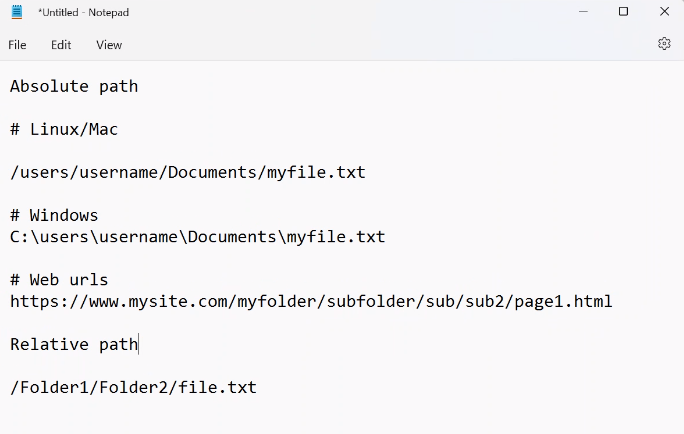 *Untitled - Notepad
File Edit View
Absolute path
# Linux/Mac
/users/username/Documents/myfile.txt
# Windows
C:\users\username\Documents\myfile.txt
# Web urls
https://www.mysite.com/myfolder/subfolder/sub/sub2/page1.html
Relative path
/Folder1/Folder2/file.txt